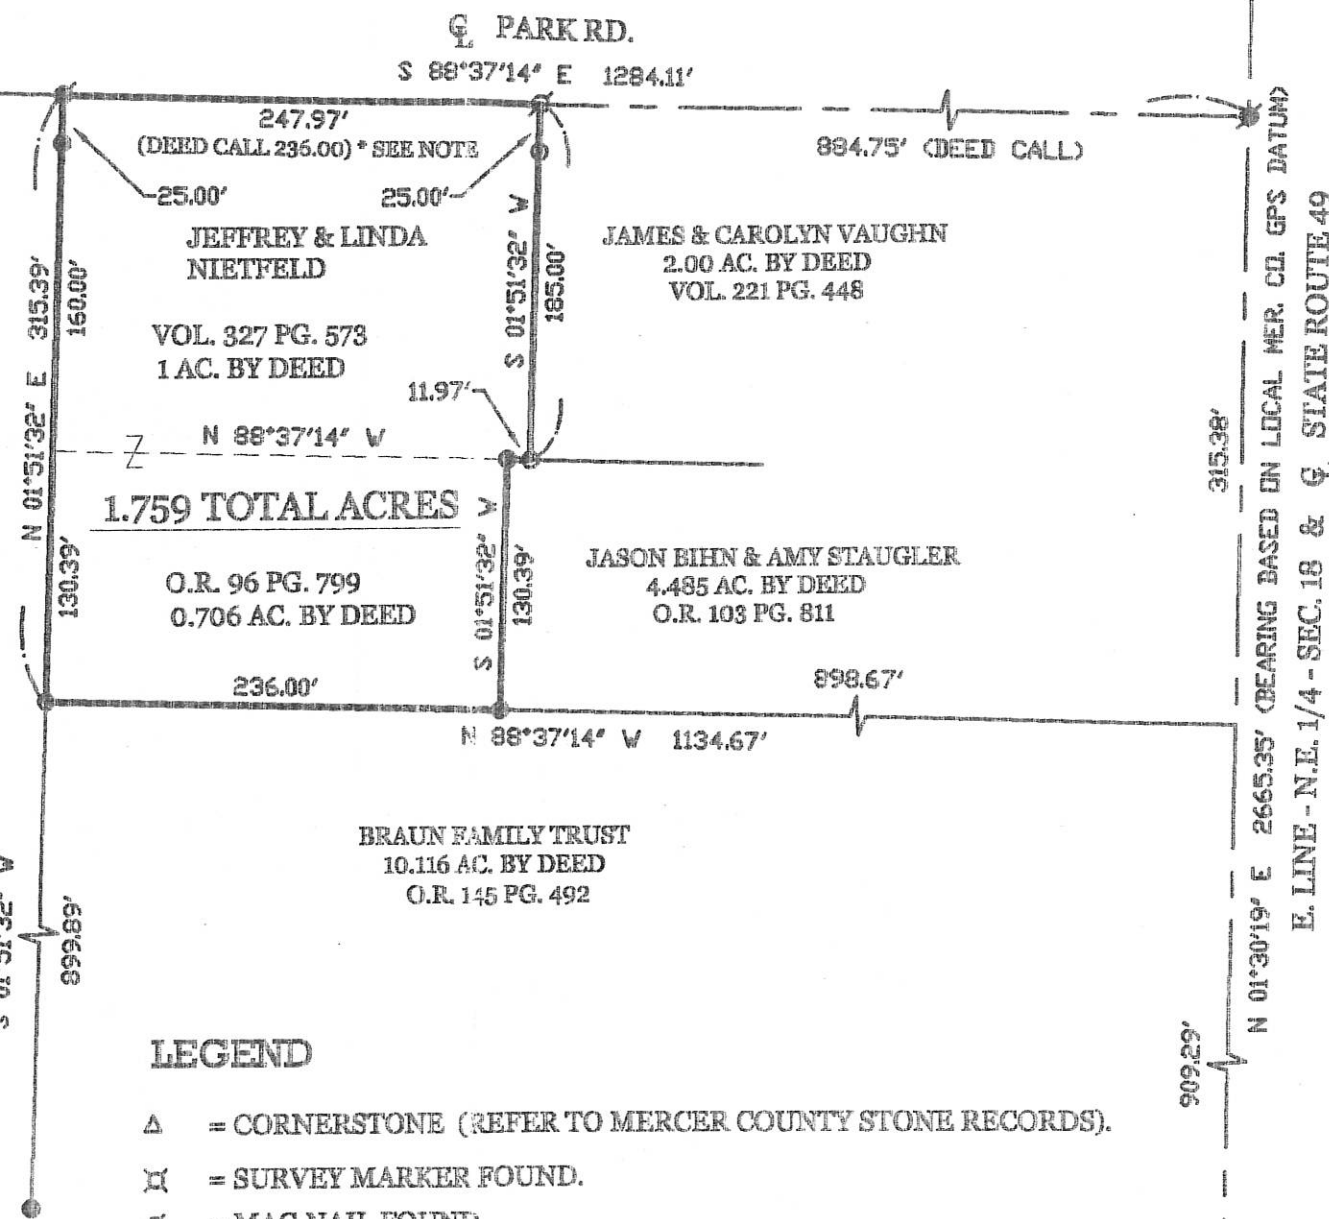 ℄ PARK RD.
S 88°37'14" E 1284.11'
247.97'
(DEED CALL 236.00) * SEE NOTE
884.75' (DEED CALL)
25.00'
25.00'
JEFFREY & LINDA
NIETFELD
VOL. 327 PG. 573
1 AC. BY DEED
N 01°51'32" E 315.39'
160.00'
S 01°51'32" W
185.00'
JAMES & CAROLYN VAUGHN
2.00 AC. BY DEED
VOL. 221 PG. 448
11.97'
N 88°37'14" W
Z
1.759 TOTAL ACRES
O.R. 96 PG. 799
0.706 AC. BY DEED
130.39'
S 01°51'32" W
130.39'
JASON BIHN & AMY STAUGLER
4.485 AC. BY DEED
O.R. 103 PG. 811
315.38'
236.00'
898.67'
N 88°37'14" W 1134.67'
BRAUN FAMILY TRUST
10.116 AC. BY DEED
O.R. 145 PG. 492
S 01°51'32" W
899.89'
909.29'
N 01°30'19" E 2665.35' (BEARING BASED ON LOCAL MER. CO. GPS DATUM)
E. LINE - N.E. 1/4 - SEC. 18 & ℄ STATE ROUTE 49
LEGEND
Δ = CORNERSTONE (REFER TO MERCER COUNTY STONE RECORDS).
¤ = SURVEY MARKER FOUND.
= MAG NAIL FOUND.